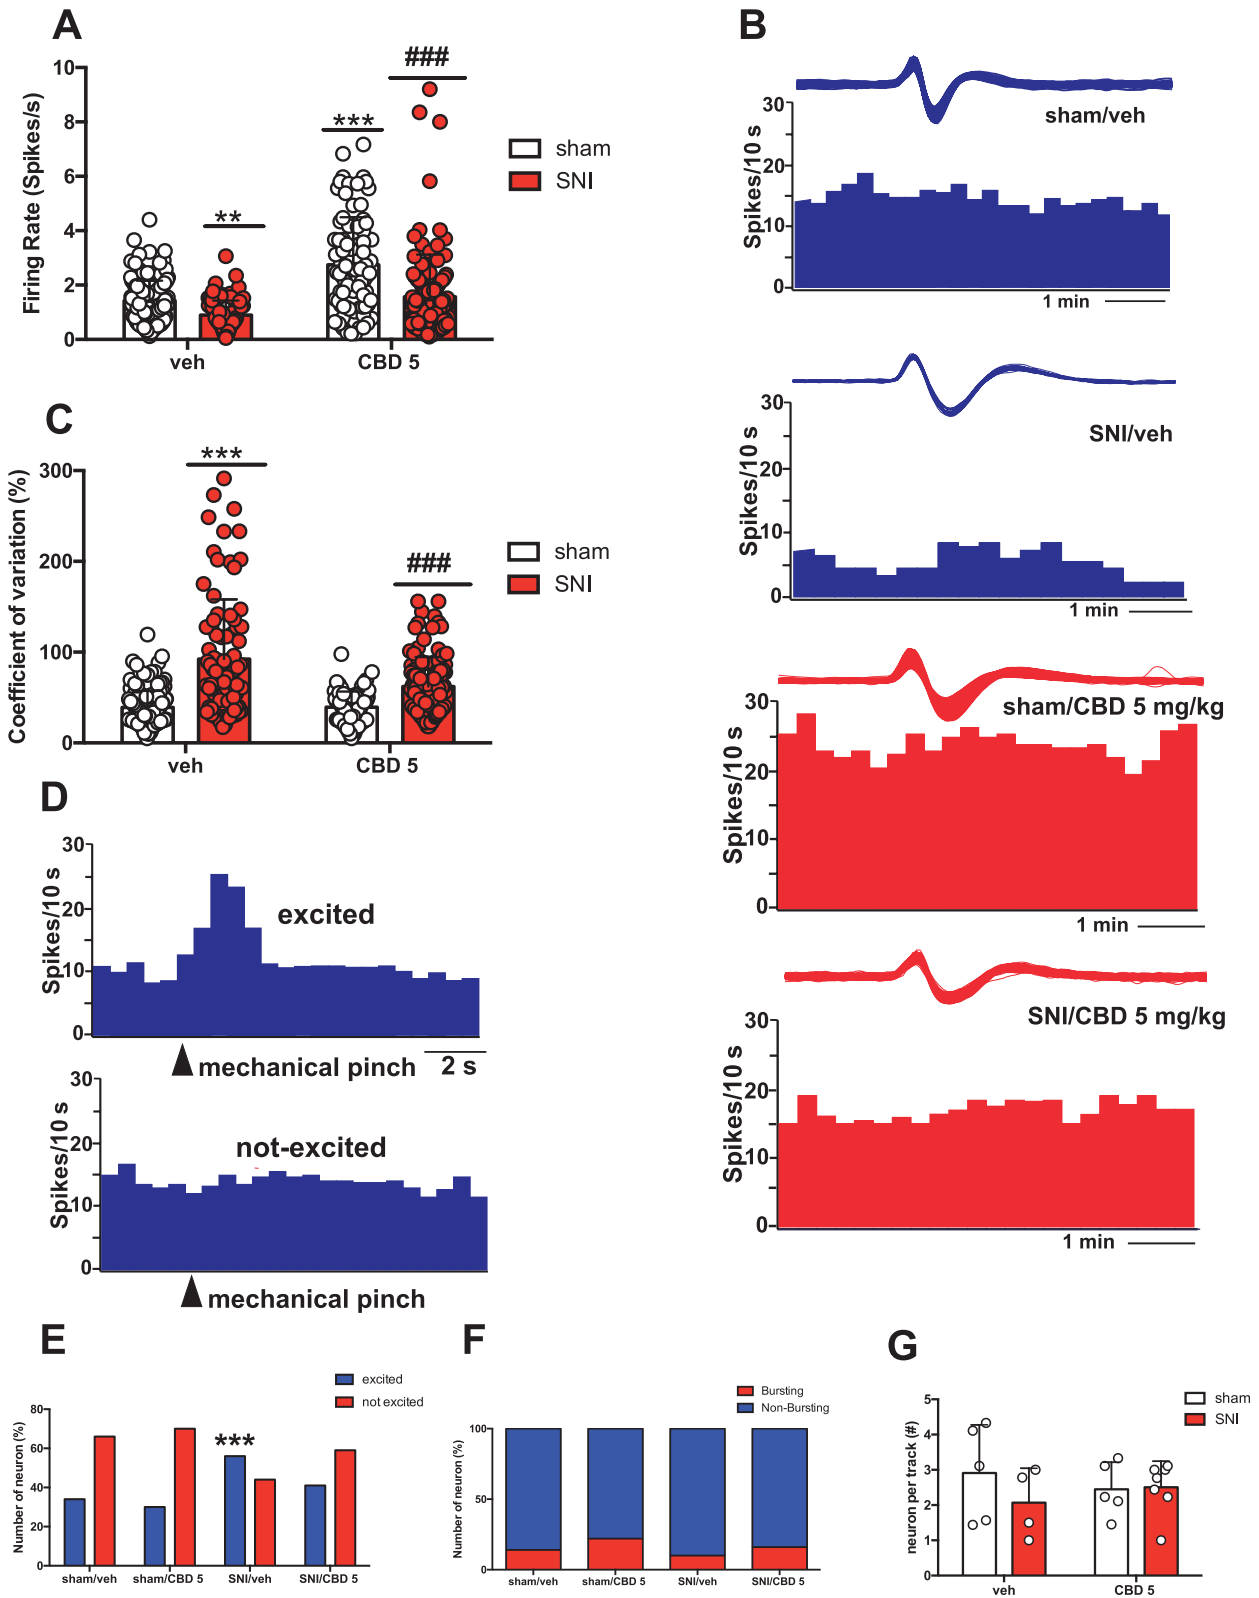 A
###
10
***
8
sham
SNI
6
**
4
2
0
Firing Rate (Spikes/s)
veh
CBD 5
B
sham/veh
30
20
10
0
Spikes/10 s
1 min
SNI/veh
30
20
10
0
Spikes/10 s
1 min
sham/CBD 5 mg/kg
30
20
10
0
Spikes/10 s
1 min
SNI/CBD 5 mg/kg
30
20
10
0
Spikes/10 s
1 min
C
***
300
sham
SNI
###
200
100
0
Coefficient of variation (%)
veh
CBD 5
D
30
20
10
0
Spikes/10 s
excited
mechanical pinch
2 s
30
20
10
0
Spikes/10 s
not-excited
mechanical pinch
E
excited
not excited
80
60
40
20
0
Number of neuron (%)
***
sham/veh
sham/CBD 5
SNI/veh
SNI/CBD 5
F
Bursting
Non-Bursting
100
50
0
Number of neuron (%)
sham/veh
sham/CBD 5
SNI/veh
SNI/CBD 5
G
sham
SNI
5
4
3
2
1
0
neuron per track (#)
veh
CBD 5